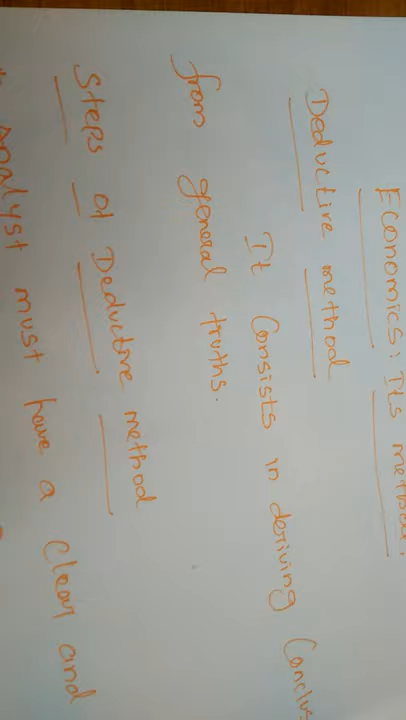 Economics: Its method.
Deductive method
It consists in deriving Conclus
from general truths.
Steps of Deductive method
Analyst must have a clear and